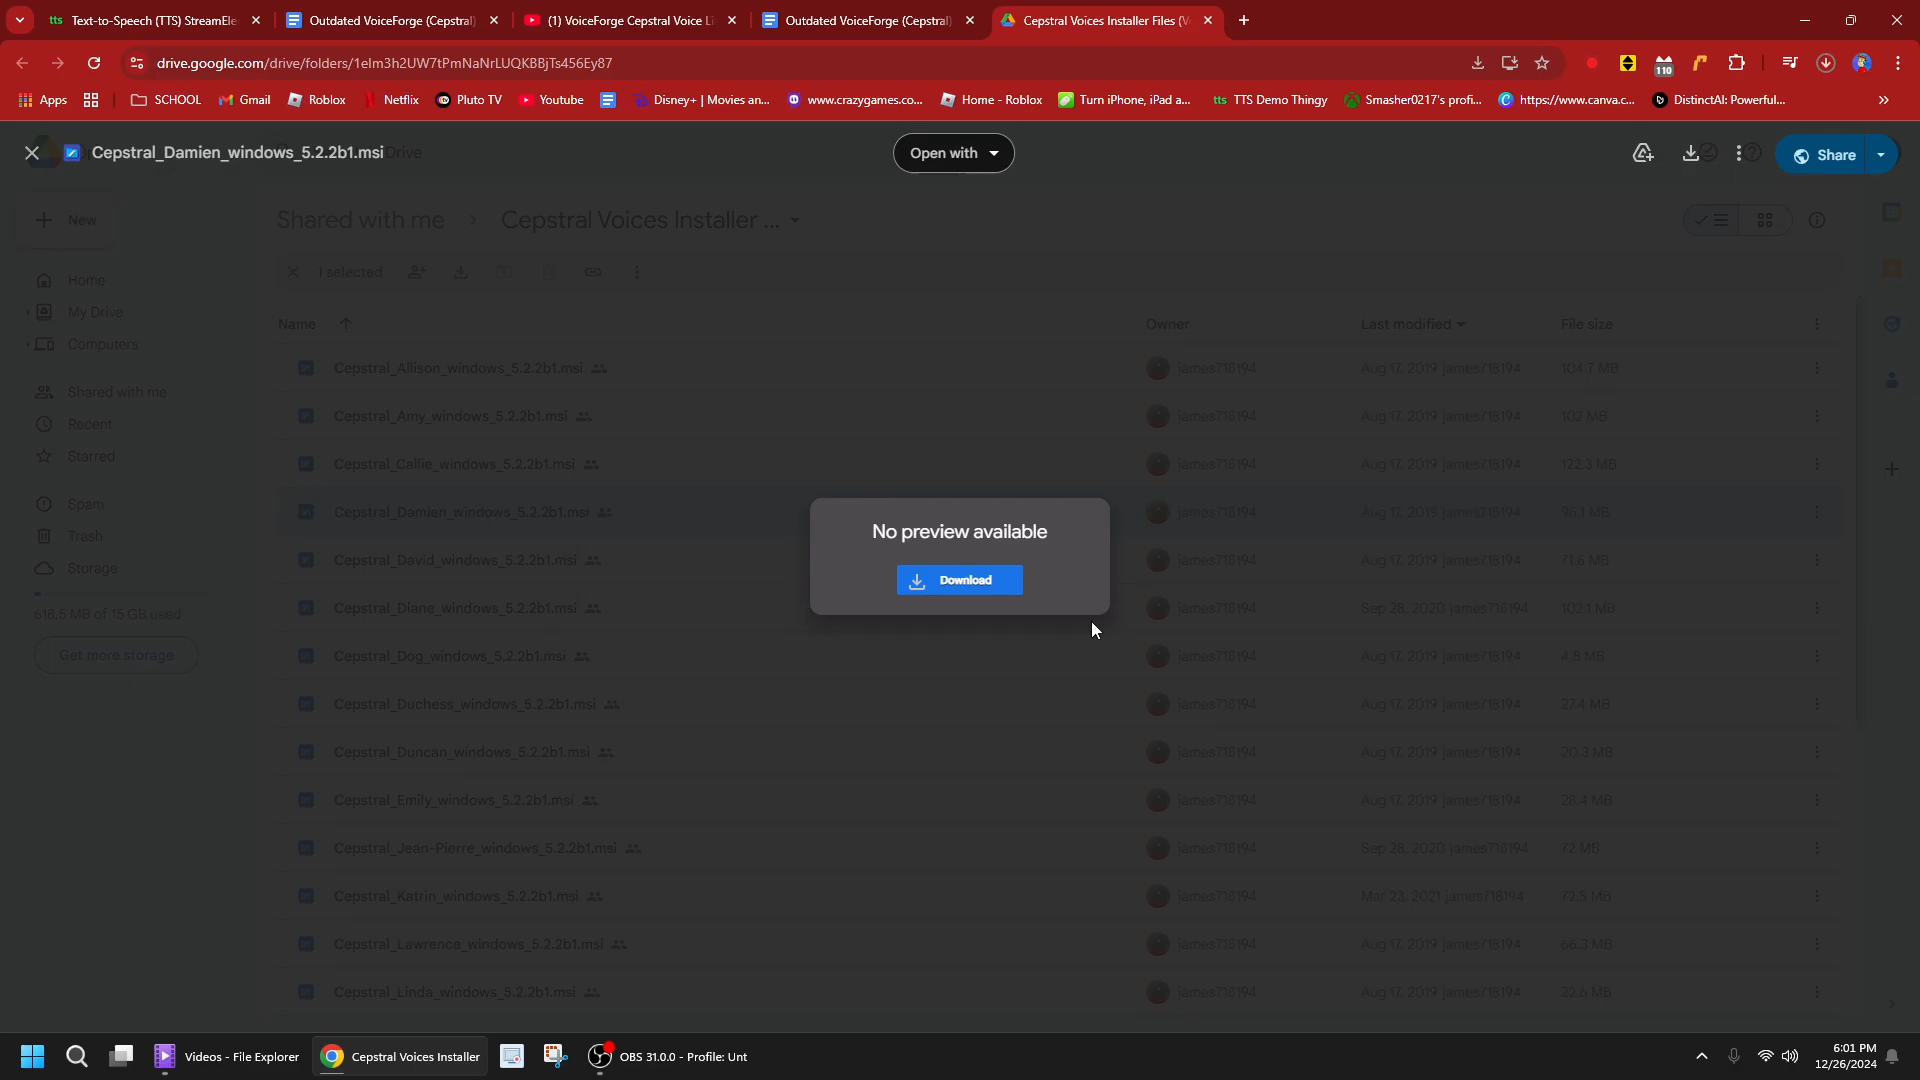 tts Text-to-Speech (TTS) StreamEle
Outdated VoiceForge (Cepstral)
(1) VoiceForge Cepstral Voice Li
Outdated VoiceForge (Cepstral)
Cepstral Voices Installer Files (V
drive.google.com/drive/folders/1elm3h2UW7tPmNaNrLUQKBBjTs456Ey87
110
Apps
SCHOOL
Gmail
Roblox
Netflix
Pluto TV
Youtube
Disney+ | Movies an...
www.crazygames.co...
Home - Roblox
Turn iPhone, iPad a...
tts TTS Demo Thingy
Smasher0217's profi...
https://www.canva.c...
DistinctAI: Powerful...
Cepstral_Damien_windows_5.2.2b1.msi
Drive
Open with
Share
New
Shared with me > Cepstral Voices Installer ...
1 selected
Home
My Drive
Computers
Shared with me
Recent
Starred
Spam
Trash
Storage
618.5 MB of 15 GB used
Get more storage
Name Owner Last modified File size
Cepstral_Allison_windows_5.2.2b1.msi james718194 Aug 17, 2019 james718194 104.7 MB
Cepstral_Amy_windows_5.2.2b1.msi james718194 Aug 17, 2019 james718194 102 MB
Cepstral_Callie_windows_5.2.2b1.msi james718194 Aug 17, 2019 james718194 122.3 MB
Cepstral_Damien_windows_5.2.2b1.msi james718194 Aug 17, 2019 james718194 96.1 MB
Cepstral_David_windows_5.2.2b1.msi james718194 Aug 17, 2019 james718194 71.6 MB
Cepstral_Diane_windows_5.2.2b1.msi james718194 Sep 28, 2020 james718194 102.1 MB
Cepstral_Dog_windows_5.2.2b1.msi james718194 Aug 17, 2019 james718194 4.8 MB
Cepstral_Duchess_windows_5.2.2b1.msi james718194 Aug 17, 2019 james718194 27.4 MB
Cepstral_Duncan_windows_5.2.2b1.msi james718194 Aug 17, 2019 james718194 20.3 MB
Cepstral_Emily_windows_5.2.2b1.msi james718194 Aug 17, 2019 james718194 28.4 MB
Cepstral_Jean-Pierre_windows_5.2.2b1.msi james718194 Sep 28, 2020 james718194 72 MB
Cepstral_Katrin_windows_5.2.2b1.msi james718194 Mar 23, 2021 james718194 72.5 MB
Cepstral_Lawrence_windows_5.2.2b1.msi james718194 Aug 17, 2019 james718194 66.3 MB
Cepstral_Linda_windows_5.2.2b1.msi james718194 Aug 17, 2019 james718194 22.6 MB
No preview available
Download
Videos - File Explorer
Cepstral Voices Installer
OBS 31.0.0 - Profile: Unt
6:01 PM
12/26/2024